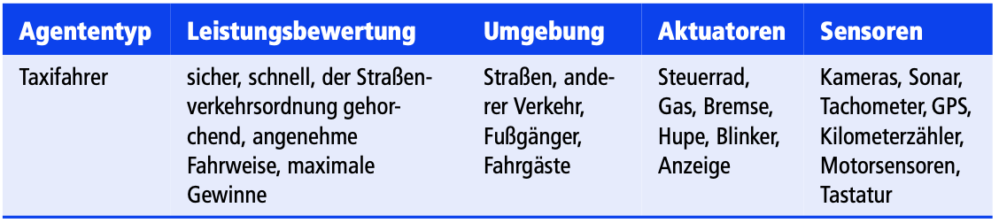 Agententyp Leistungsbewertung Umgebung Aktuatoren Sensoren
Taxifahrer sicher, schnell, der Straßen- Straßen, ande- Steuerrad, Kameras, Sonar,
verkehrsordnung gehor- rer Verkehr, Gas, Bremse, Tachometer, GPS,
chend, angenehme Fußgänger, Hupe, Blinker, Kilometerzähler,
Fahrweise, maximale Fahrgäste Anzeige Motorsensoren,
Gewinne Tastatur